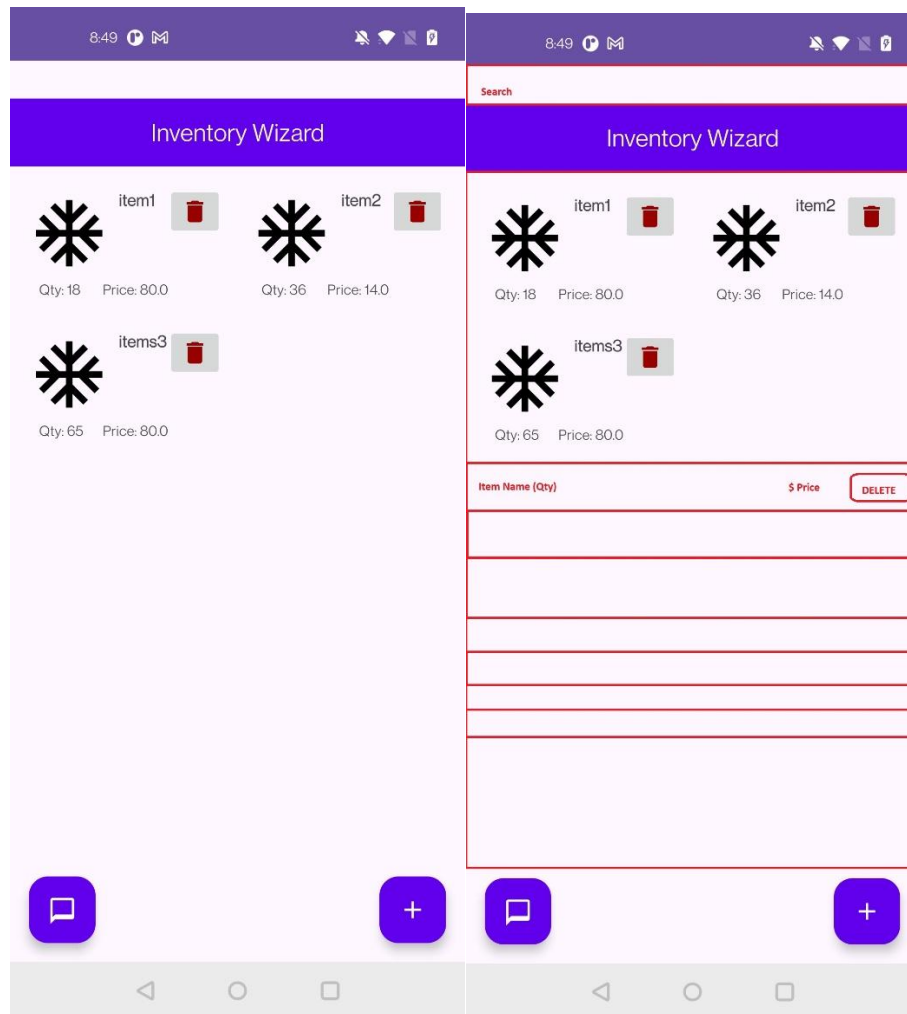 8:49
Inventory Wizard
item1
item2
Qty: 18 Price: 80.0
Qty: 36 Price: 14.0
items3
Qty: 65 Price: 80.0
8:49
Search
Inventory Wizard
item1
item2
Qty: 18 Price: 80.0
Qty: 36 Price: 14.0
items3
Qty: 65 Price: 80.0
Item Name (Qty) $ Price DELETE